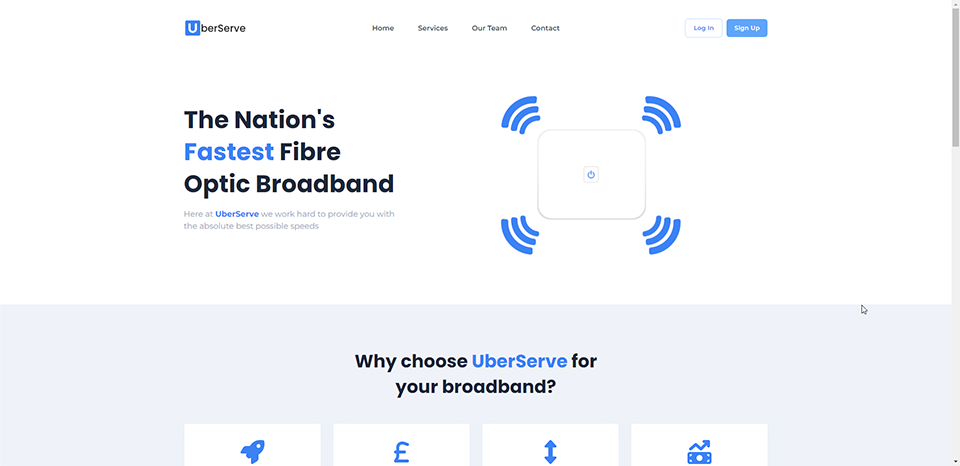 UberServe
Home Services Our Team Contact
Log In Sign Up
The Nation's
Fastest Fibre
Optic Broadband
Here at UberServe we work hard to provide you with
the absolute best possible speeds
Why choose UberServe for
your broadband?
£